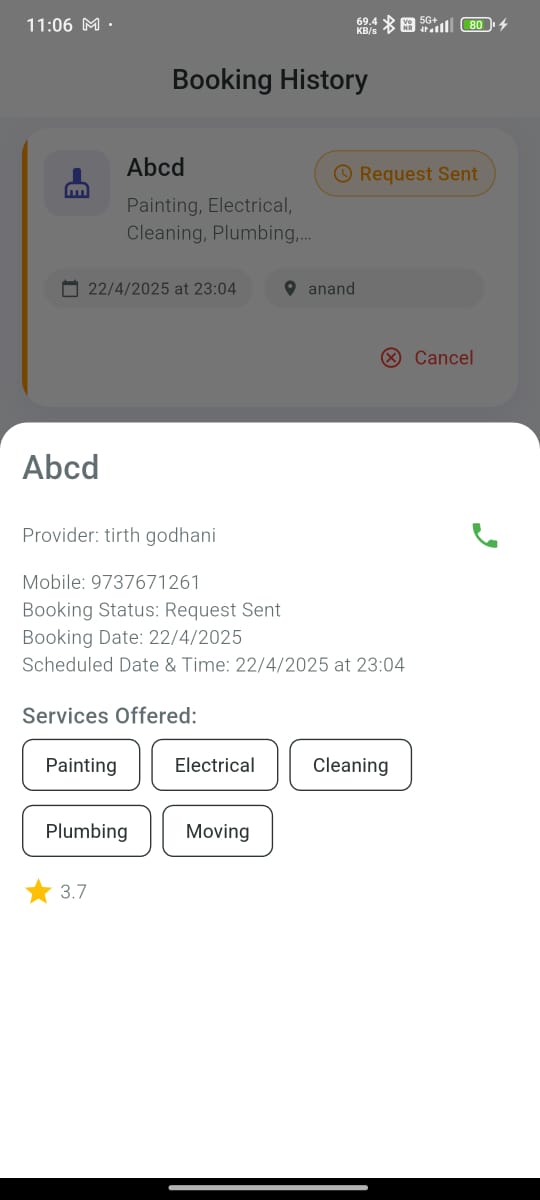 11:06
69.4 KB/s
Vo NR
5G+
80
Booking History
Abcd
Request Sent
Painting, Electrical,
Cleaning, Plumbing,...
22/4/2025 at 23:04
anand
Cancel
Abcd
Provider: tirth godhani
Mobile: 9737671261
Booking Status: Request Sent
Booking Date: 22/4/2025
Scheduled Date & Time: 22/4/2025 at 23:04
Services Offered:
Painting Electrical Cleaning
Plumbing Moving
3.7